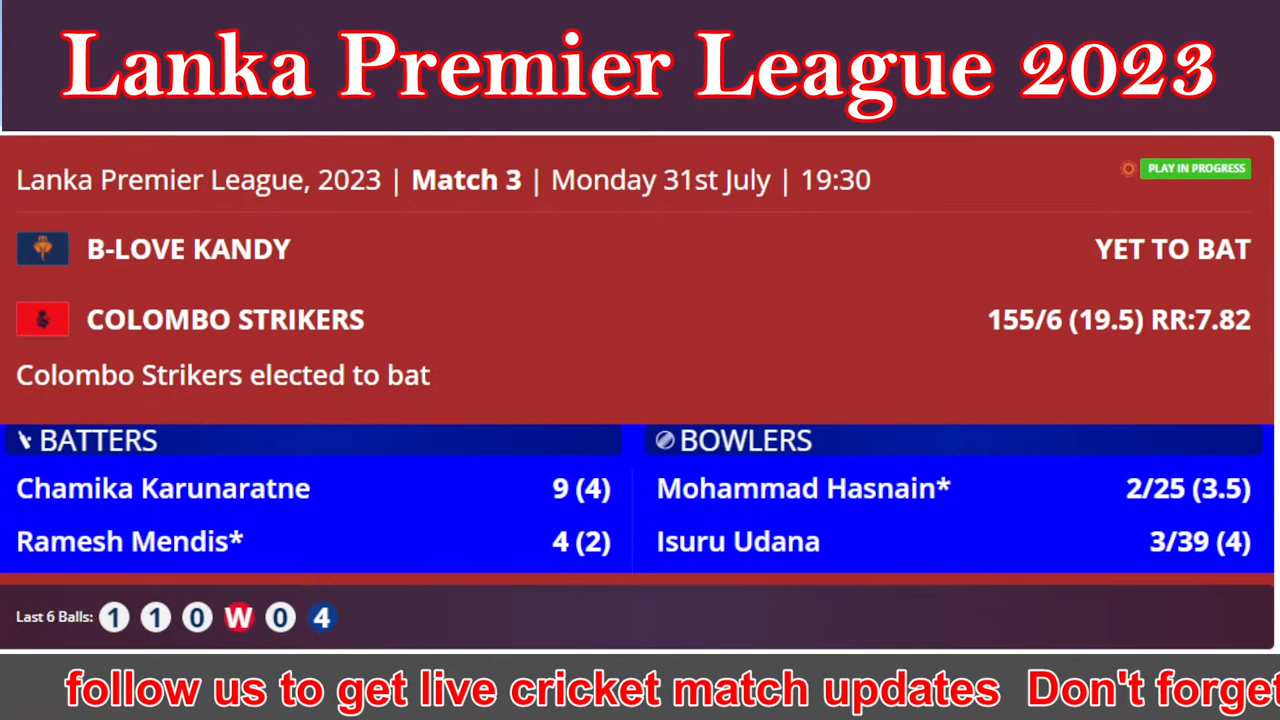 Lanka Premier League 2023
Lanka Premier League, 2023 | Match 3 | Monday 31st July | 19:30 PLAY IN PROGRESS
B-LOVE KANDY YET TO BAT
COLOMBO STRIKERS 155/6 (19.5) RR:7.82
Colombo Strikers elected to bat
BATTERS BOWLERS
Chamika Karunaratne 9 (4) Mohammad Hasnain* 2/25 (3.5)
Ramesh Mendis* 4 (2) Isuru Udana 3/39 (4)
Last 6 Balls: 1 1 0 W 0 4
follow us to get live cricket match updates Don't forget